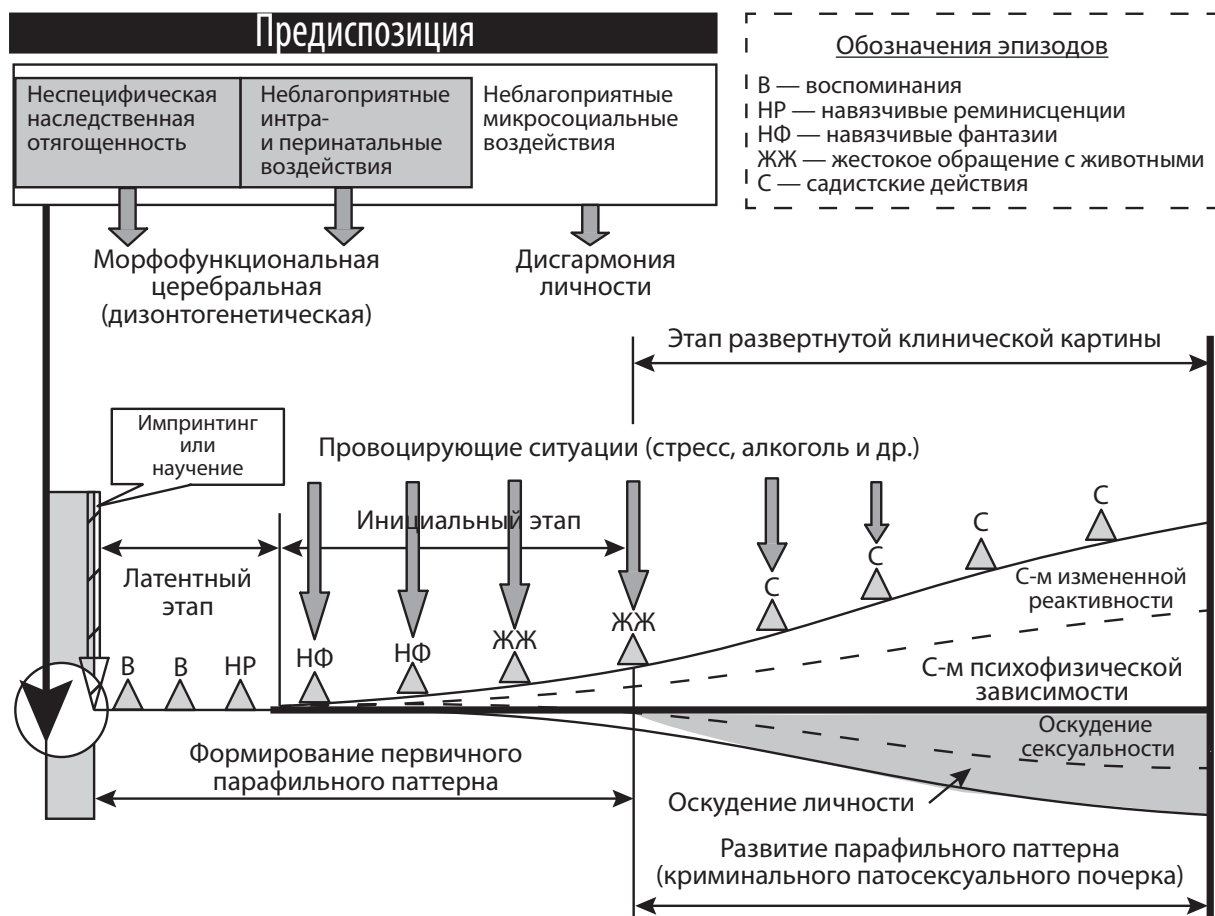 Предиспозиция
Неспецифическая
наследственная
отягощенность
Неблагоприятные
интра-
и перинатальные
воздействия
Неблагоприятные
микросоциальные
воздействия
Обозначения эпизодов
В — воспоминания
НР — навязчивые реминисценции
НФ — навязчивые фантазии
ЖЖ — жестокое обращение с животными
С — садистские действия
Морфофункциональная
церебральная
(дизонтогенетическая)
Дисгармония
личности
Этап развернутой клинической картины
Импринтинг
или
научение
Провоцирующие ситуации (стресс, алкоголь и др.)
Инициальный этап
Латентный
этап
В
В
НР
НФ
НФ
ЖЖ
ЖЖ
С
С
С
С
С-м измененной
реактивности
С-м психофизической
зависимости
Оскудение
сексуальности
Формирование первичного
парафильного паттерна
Оскудение личности
Развитие парафильного паттерна
(криминального патосексуального почерка)